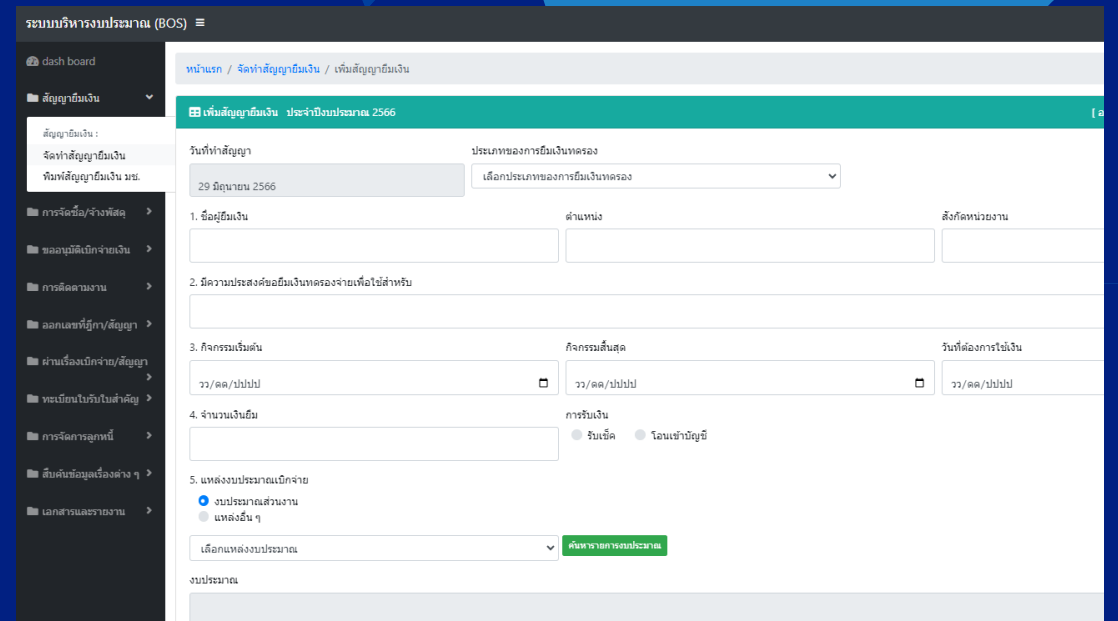 ระบบบริหารงบประมาณ (BOS)
dash board
สัญญายืมเงิน
สัญญายืมเงิน :
จัดทำสัญญายืมเงิน
พิมพ์สัญญายืมเงิน มช.
การจัดซื้อ/จ้างพัสดุ
ขออนุมัติเบิกจ่ายเงิน
การติดตามงาน
ออกเลขที่ฎีกา/สัญญา
ผ่านเรื่องเบิกจ่าย/สัญญา
ทะเบียนใบรับใบสำคัญ
การจัดการลูกหนี้
สืบค้นข้อมูลเรื่องต่าง ๆ
เอกสารและรายงาน
หน้าแรก / จัดทำสัญญายืมเงิน / เพิ่มสัญญายืมเงิน
เพิ่มสัญญายืมเงิน ประจำปีงบประมาณ 2566 [ อ
วันที่ทำสัญญา ประเภทของการยืมเงินทดรอง
29 มิถุนายน 2566 เลือกประเภทของการยืมเงินทดรอง
1. ชื่อผู้ยืมเงิน ตำแหน่ง สังกัดหน่วยงาน
2. มีความประสงค์ขอยืมเงินทดรองจ่ายเพื่อใช้สำหรับ
3. กิจกรรมเริ่มต้น กิจกรรมสิ้นสุด วันที่ต้องการใช้เงิน
วว/ดด/ปปปป วว/ดด/ปปปป วว/ดด/ปปปป
4. จำนวนเงินยืม การรับเงิน
รับเช็ค โอนเข้าบัญชี
5. แหล่งงบประมาณเบิกจ่าย
งบประมาณส่วนงาน
แหล่งอื่น ๆ
เลือกแหล่งงบประมาณ ค้นหารายการงบประมาณ
งบประมาณ